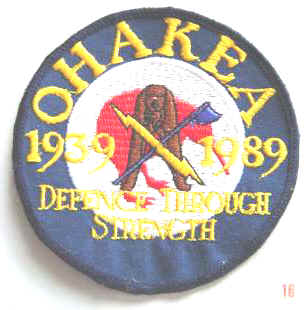 OHAKEA
1939 1989
DEFENCE THROUGH
STRENGTH
16